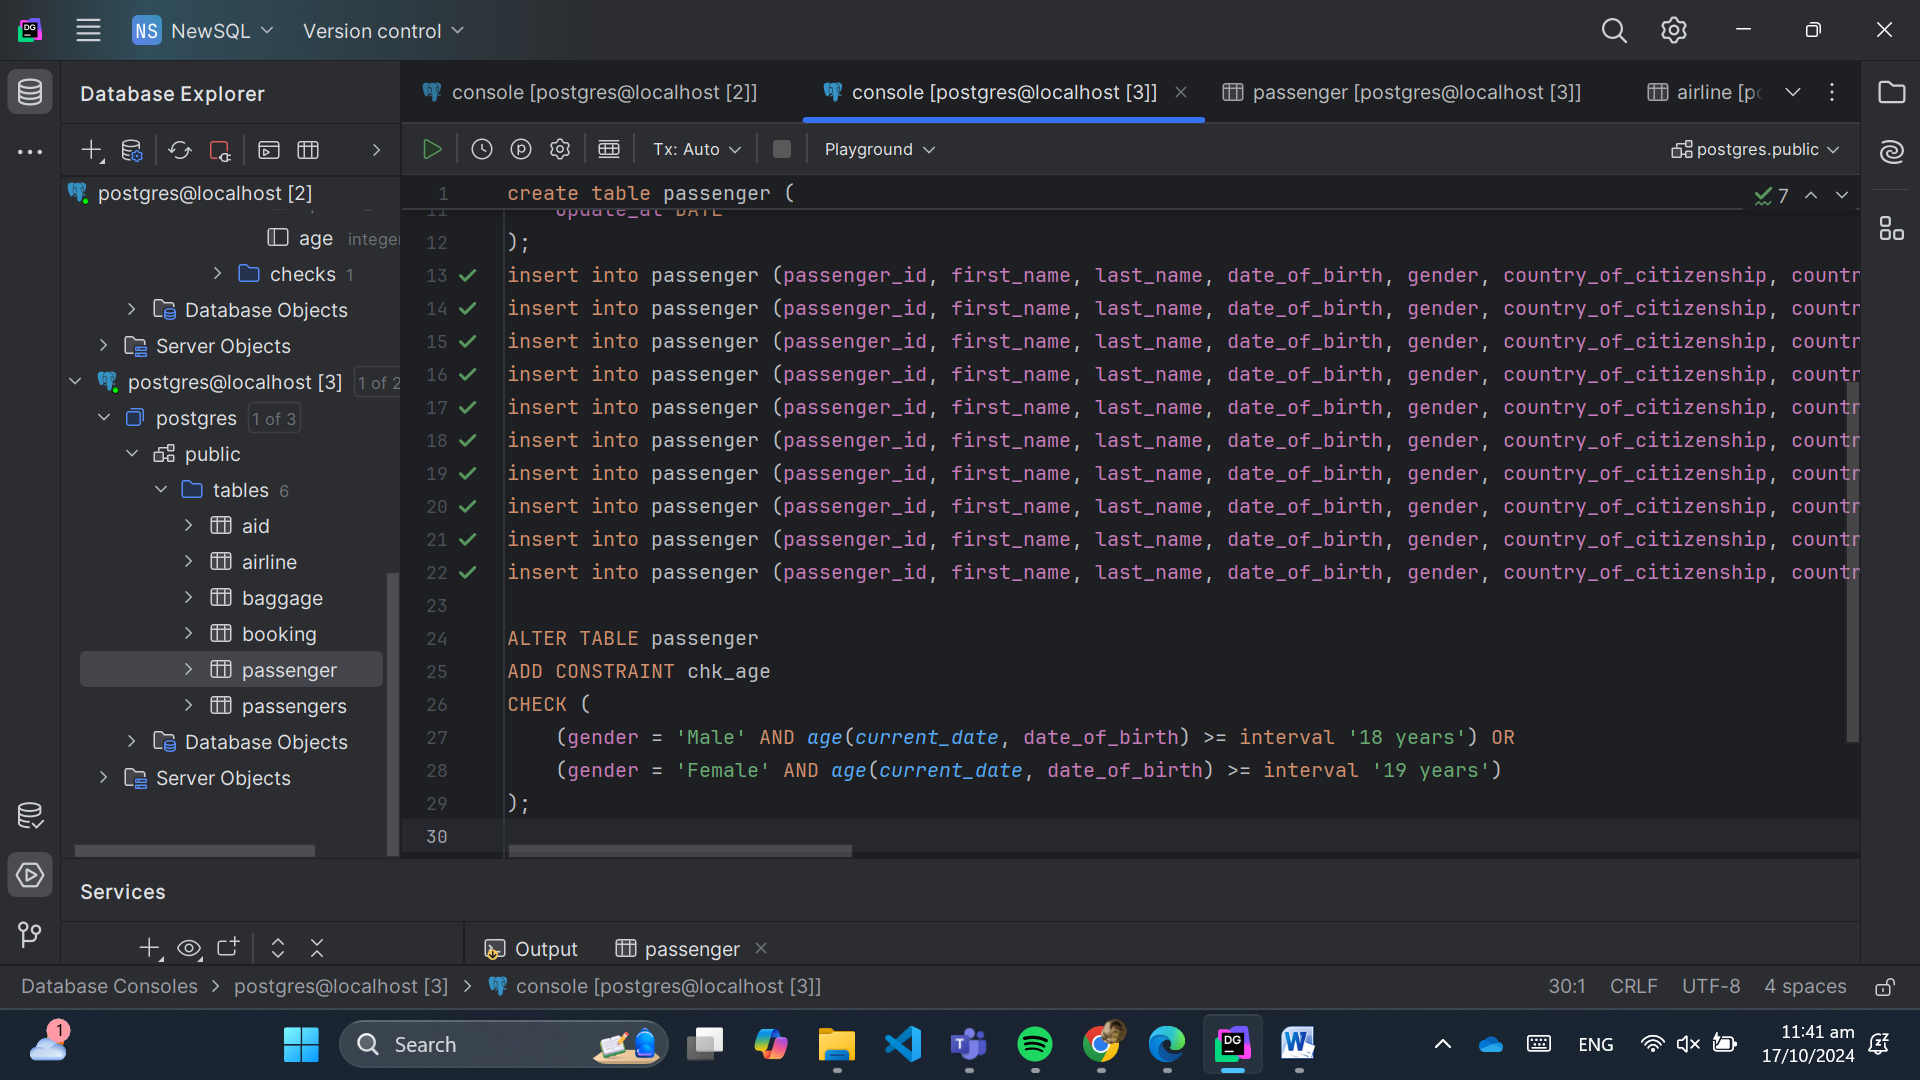 NS NewSQL Version control
Database Explorer
console [postgres@localhost [2]] console [postgres@localhost [3]] passenger [postgres@localhost [3]] airline [po
Tx: Auto Playground postgres.public
postgres@localhost [2]
age integer
checks 1
Database Objects
Server Objects
postgres@localhost [3] 1 of 2
postgres 1 of 3
public
tables 6
aid
airline
baggage
booking
passenger
passengers
Database Objects
Server Objects
1 create table passenger ( 7
11 update_at DATE
12 );
13 insert into passenger (passenger_id, first_name, last_name, date_of_birth, gender, country_of_citizenship, countr
14 insert into passenger (passenger_id, first_name, last_name, date_of_birth, gender, country_of_citizenship, countr
15 insert into passenger (passenger_id, first_name, last_name, date_of_birth, gender, country_of_citizenship, countr
16 insert into passenger (passenger_id, first_name, last_name, date_of_birth, gender, country_of_citizenship, countr
17 insert into passenger (passenger_id, first_name, last_name, date_of_birth, gender, country_of_citizenship, countr
18 insert into passenger (passenger_id, first_name, last_name, date_of_birth, gender, country_of_citizenship, countr
19 insert into passenger (passenger_id, first_name, last_name, date_of_birth, gender, country_of_citizenship, countr
20 insert into passenger (passenger_id, first_name, last_name, date_of_birth, gender, country_of_citizenship, countr
21 insert into passenger (passenger_id, first_name, last_name, date_of_birth, gender, country_of_citizenship, countr
22 insert into passenger (passenger_id, first_name, last_name, date_of_birth, gender, country_of_citizenship, countr
23
24 ALTER TABLE passenger
25 ADD CONSTRAINT chk_age
26 CHECK (
27 (gender = 'Male' AND age(current_date, date_of_birth) >= interval '18 years') OR
28 (gender = 'Female' AND age(current_date, date_of_birth) >= interval '19 years')
29 );
30
Services
Output passenger
Database Consoles > postgres@localhost [3] > console [postgres@localhost [3]] 30:1 CRLF UTF-8 4 spaces
1 Search ENG 11:41 am
17/10/2024